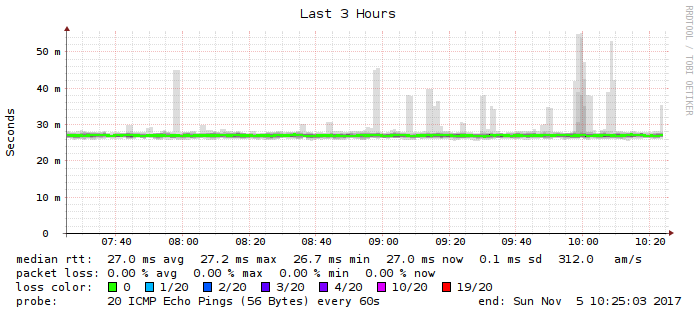 Last 3 Hours
RRDTOOL / TOBI OETIKER
Seconds
50 m
40 m
30 m
20 m
10 m
0
07:40 08:00 08:20 08:40 09:00 09:20 09:40 10:00 10:20
median rtt: 27.0 ms avg 27.2 ms max 26.7 ms min 27.0 ms now 0.1 ms sd 312.0 am/s
packet loss: 0.00 % avg 0.00 % max 0.00 % min 0.00 % now
loss color: 0 1/20 2/20 3/20 4/20 10/20 19/20
probe: 20 ICMP Echo Pings (56 Bytes) every 60s end: Sun Nov 5 10:25:03 2017